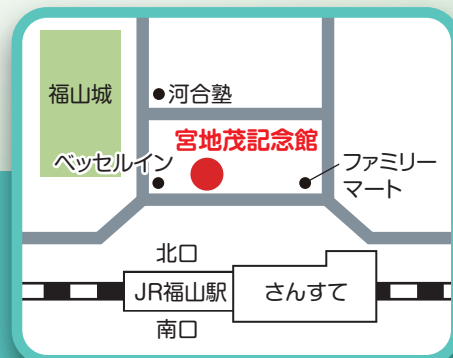 福山城
河合塾
宮地茂記念館
ベッセルイン
ファミリー
マート
北口
JR福山駅
さんすて
南口